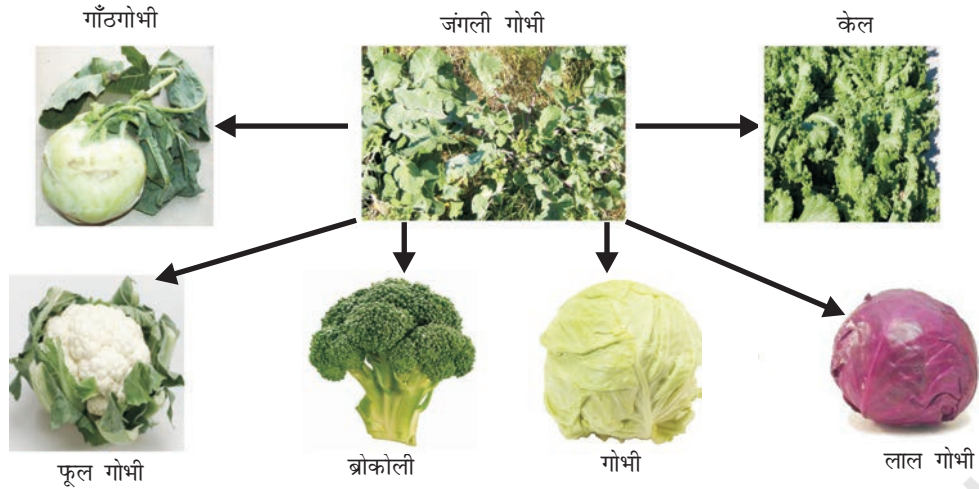 गाँठगोभी
जंगली गोभी
केल
फूल गोभी
ब्रोकोली
गोभी
लाल गोभी